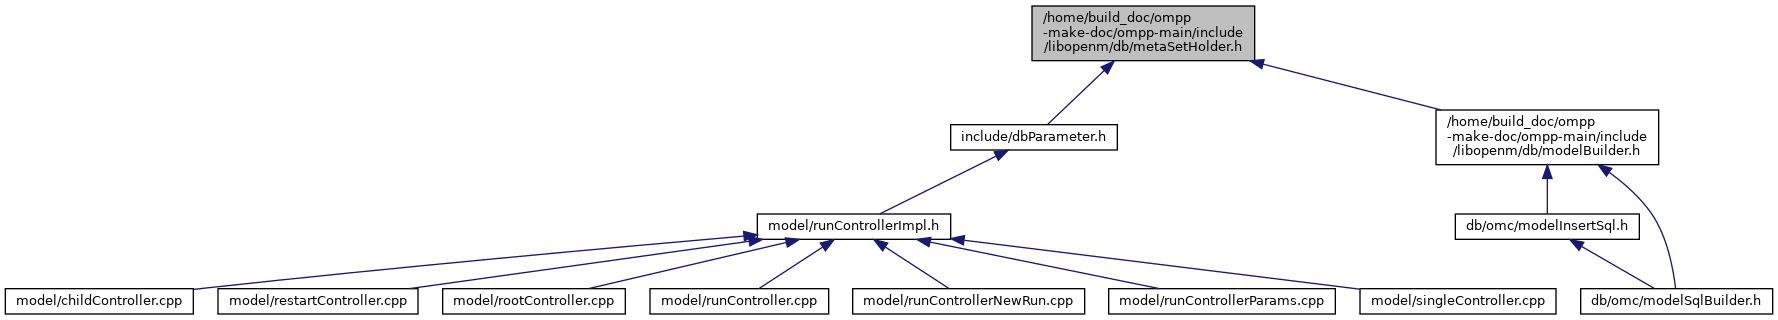 /home/build_doc/ompp
-make-doc/ompp-main/include
/libopenm/db/metaSetHolder.h
include/dbParameter.h
/home/build_doc/ompp
-make-doc/ompp-main/include
/libopenm/db/modelBuilder.h
model/runControllerImpl.h
db/omc/modelInsertSql.h
model/childController.cpp
model/restartController.cpp
model/rootController.cpp
model/runController.cpp
model/runControllerNewRun.cpp
model/runControllerParams.cpp
model/singleController.cpp
db/omc/modelSqlBuilder.h